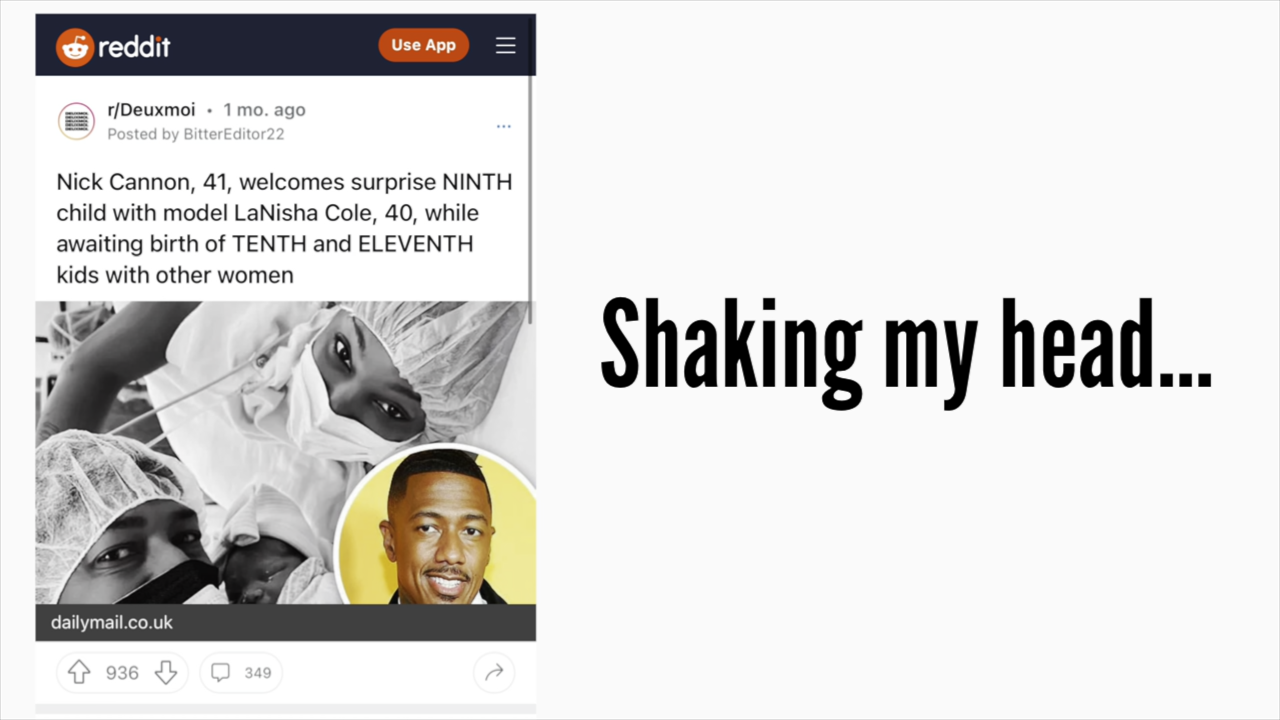 reddit
Use App
r/Deuxmoi • 1 mo. ago
Posted by BitterEditor22
Nick Cannon, 41, welcomes surprise NINTH
child with model LaNisha Cole, 40, while
awaiting birth of TENTH and ELEVENTH
kids with other women
Shaking my head...
dailymail.co.uk
936
349